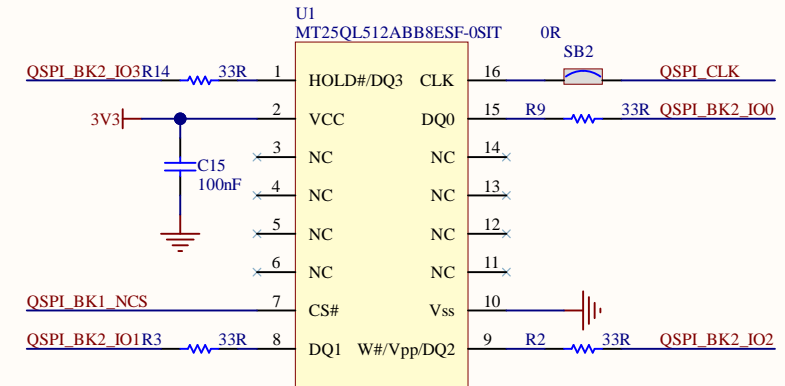 U1
MT25QL512ABB8ESF-0SIT
0R
SB2
QSPI_BK2_IO3 R14 33R 1 HOLD#/DQ3 CLK 16 QSPI_CLK
3V3 2 VCC DQ0 15 R9 33R QSPI_BK2_IO0
3 NC NC 14
C15
100nF
4 NC NC 13
5 NC NC 12
6 NC NC 11
QSPI_BK1_NCS 7 CS# Vss 10
QSPI_BK2_IO1 R3 33R 8 DQ1 W#/Vpp/DQ2 9 R2 33R QSPI_BK2_IO2